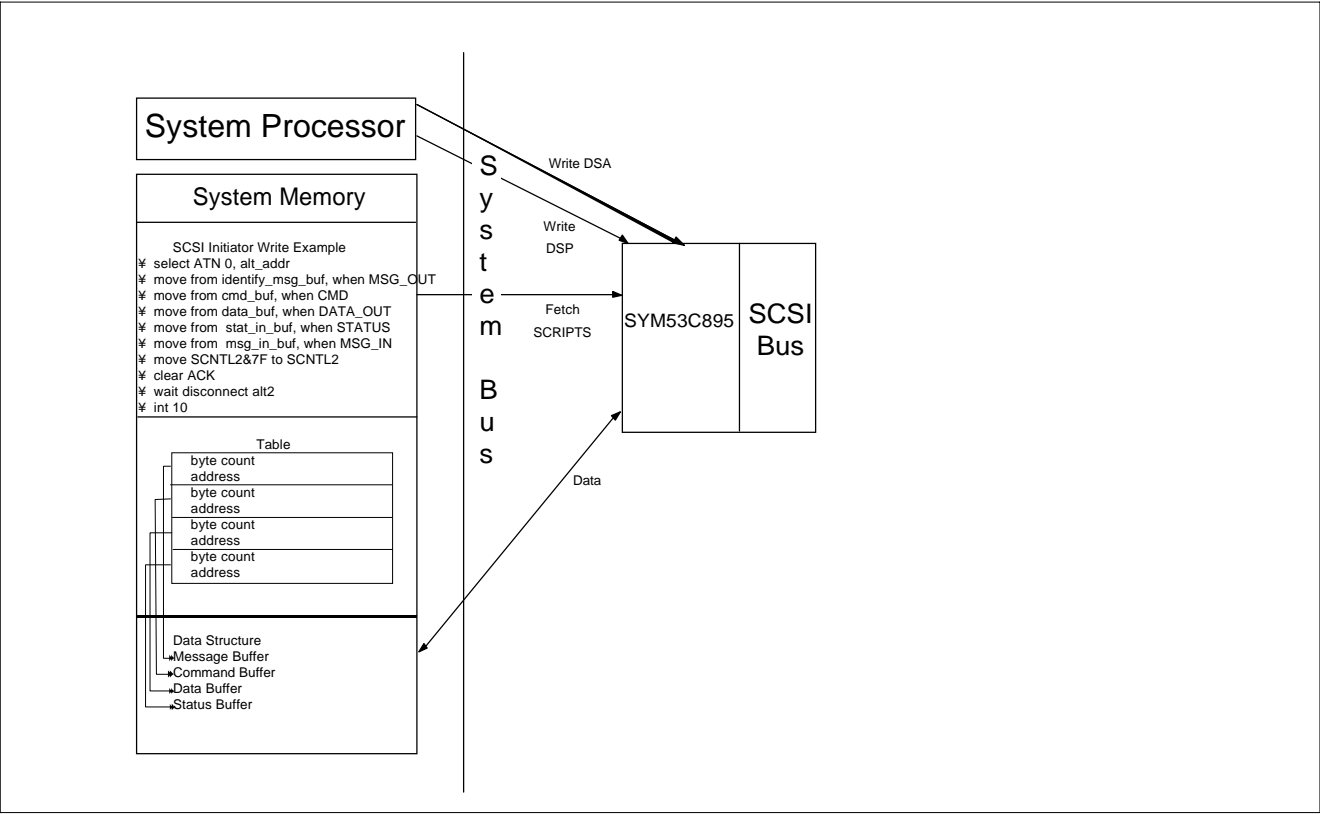 System Processor
System Memory
SCSI Initiator Write Example
¥ select ATN 0, alt_addr
¥ move from identify_msg_buf, when MSG_OUT
¥ move from cmd_buf, when CMD
¥ move from data_buf, when DATA_OUT
¥ move from stat_in_buf, when STATUS
¥ move from msg_in_buf, when MSG_IN
¥ move SCNTL2&7F to SCNTL2
¥ clear ACK
¥ wait disconnect alt2
¥ int 10
Table
byte count
address
byte count
address
byte count
address
byte count
address
Data Structure
Message Buffer
Command Buffer
Data Buffer
Status Buffer
System Bus
Write DSA
Write
DSP
Fetch
SCRIPTS
Data
SYM53C895
SCSI
Bus